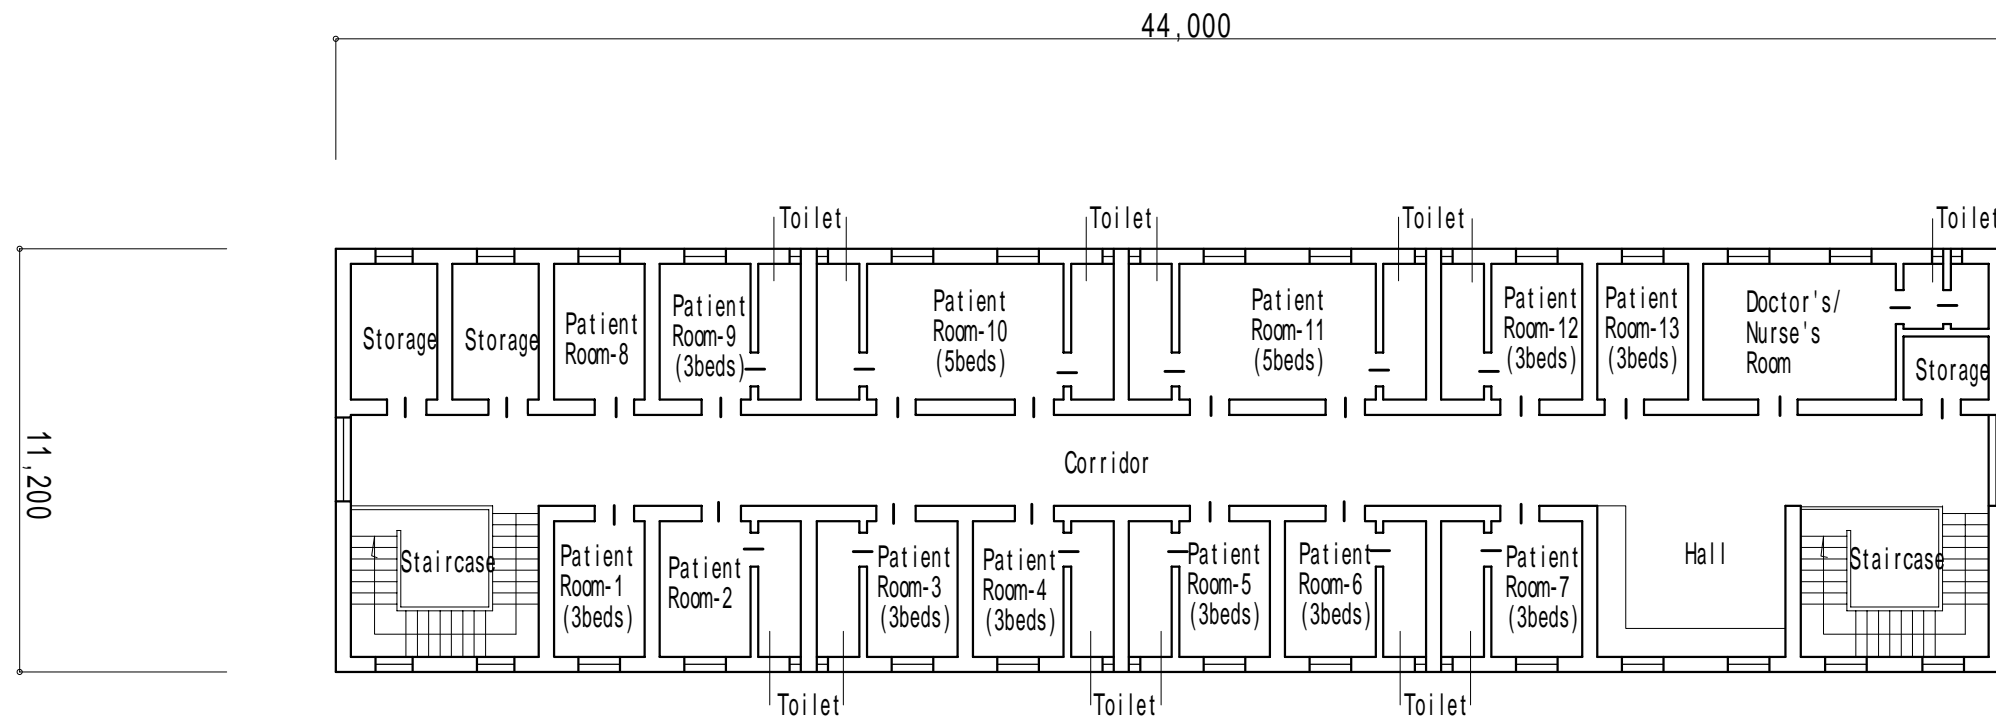 44,000
Toilet
Toilet
Toilet
Toilet
Storage
Storage
Patient
Room-8
Patient
Room-9
(3beds)
Patient
Room-10
(5beds)
Patient
Room-11
(5beds)
Patient
Room-12
(3beds)
Patient
Room-13
(3beds)
Doctor's/
Nurse's
Room
Storage
11,200
Corridor
Staircase
Patient
Room-1
(3beds)
Patient
Room-2
Patient
Room-3
(3beds)
Patient
Room-4
(3beds)
Patient
Room-5
(3beds)
Patient
Room-6
(3beds)
Patient
Room-7
(3beds)
Hall
Staircase
Toilet
Toilet
Toilet